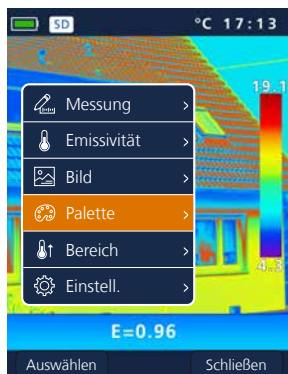 SD °C 17:13
19.1
Messung
Emissivität
Bild
Palette
Bereich
Einstell.
4.3
E=0.96
Auswählen Schließen